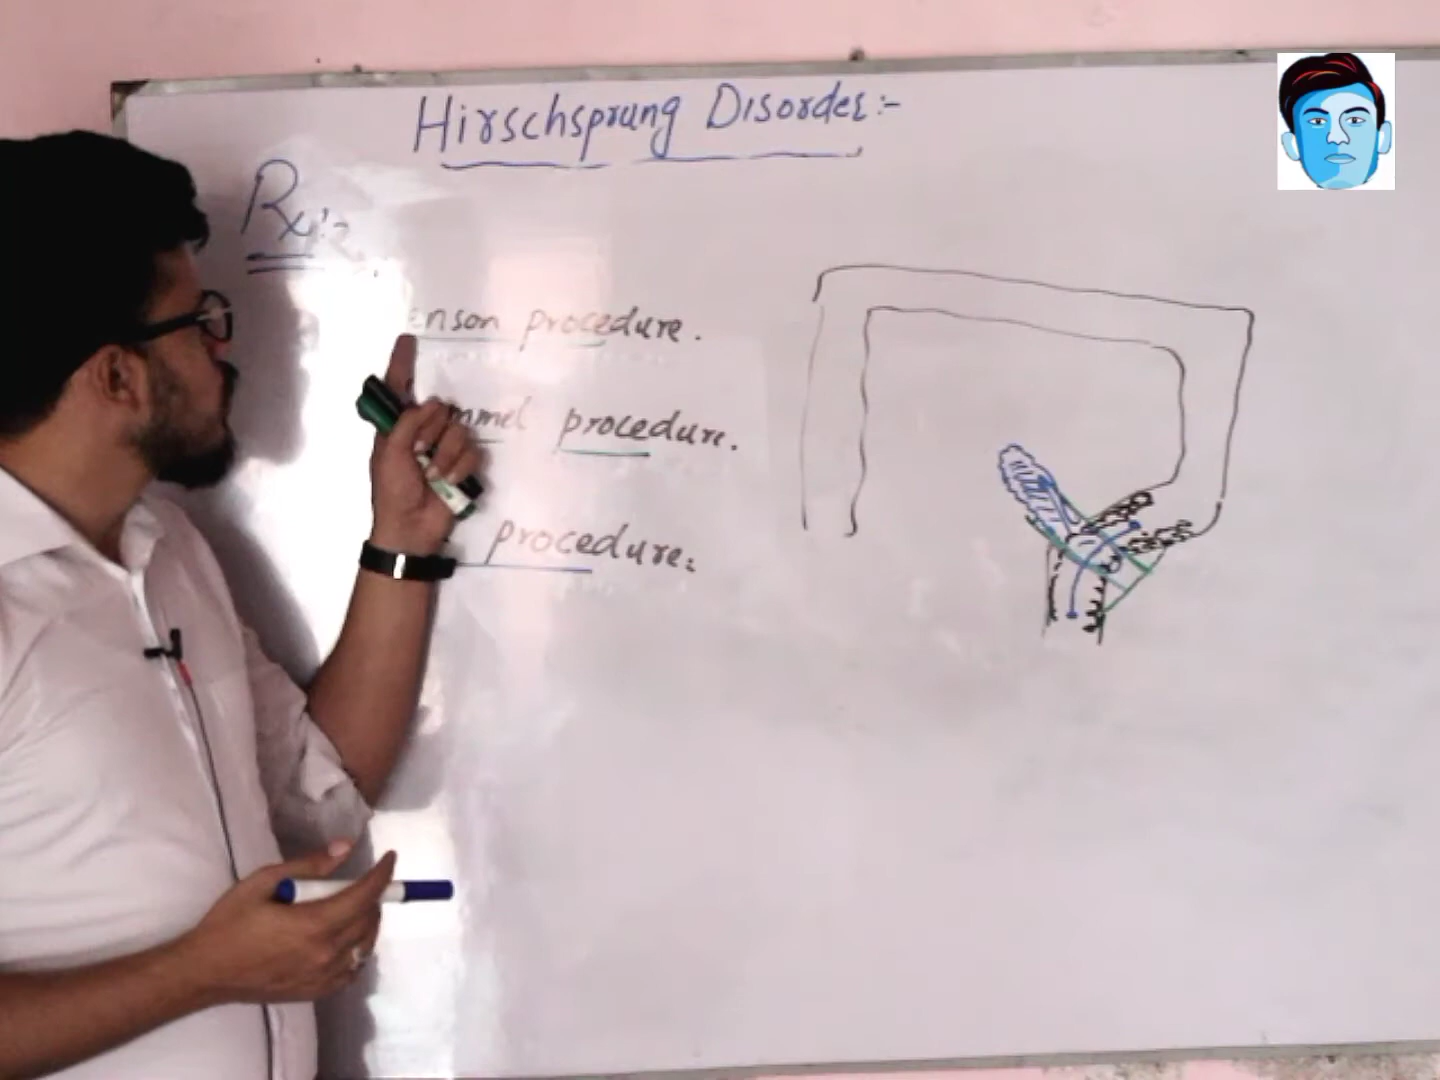 Hirschsprung Disorder:-
Rx:-
enson procedure.
mmel procedure.
procedure: